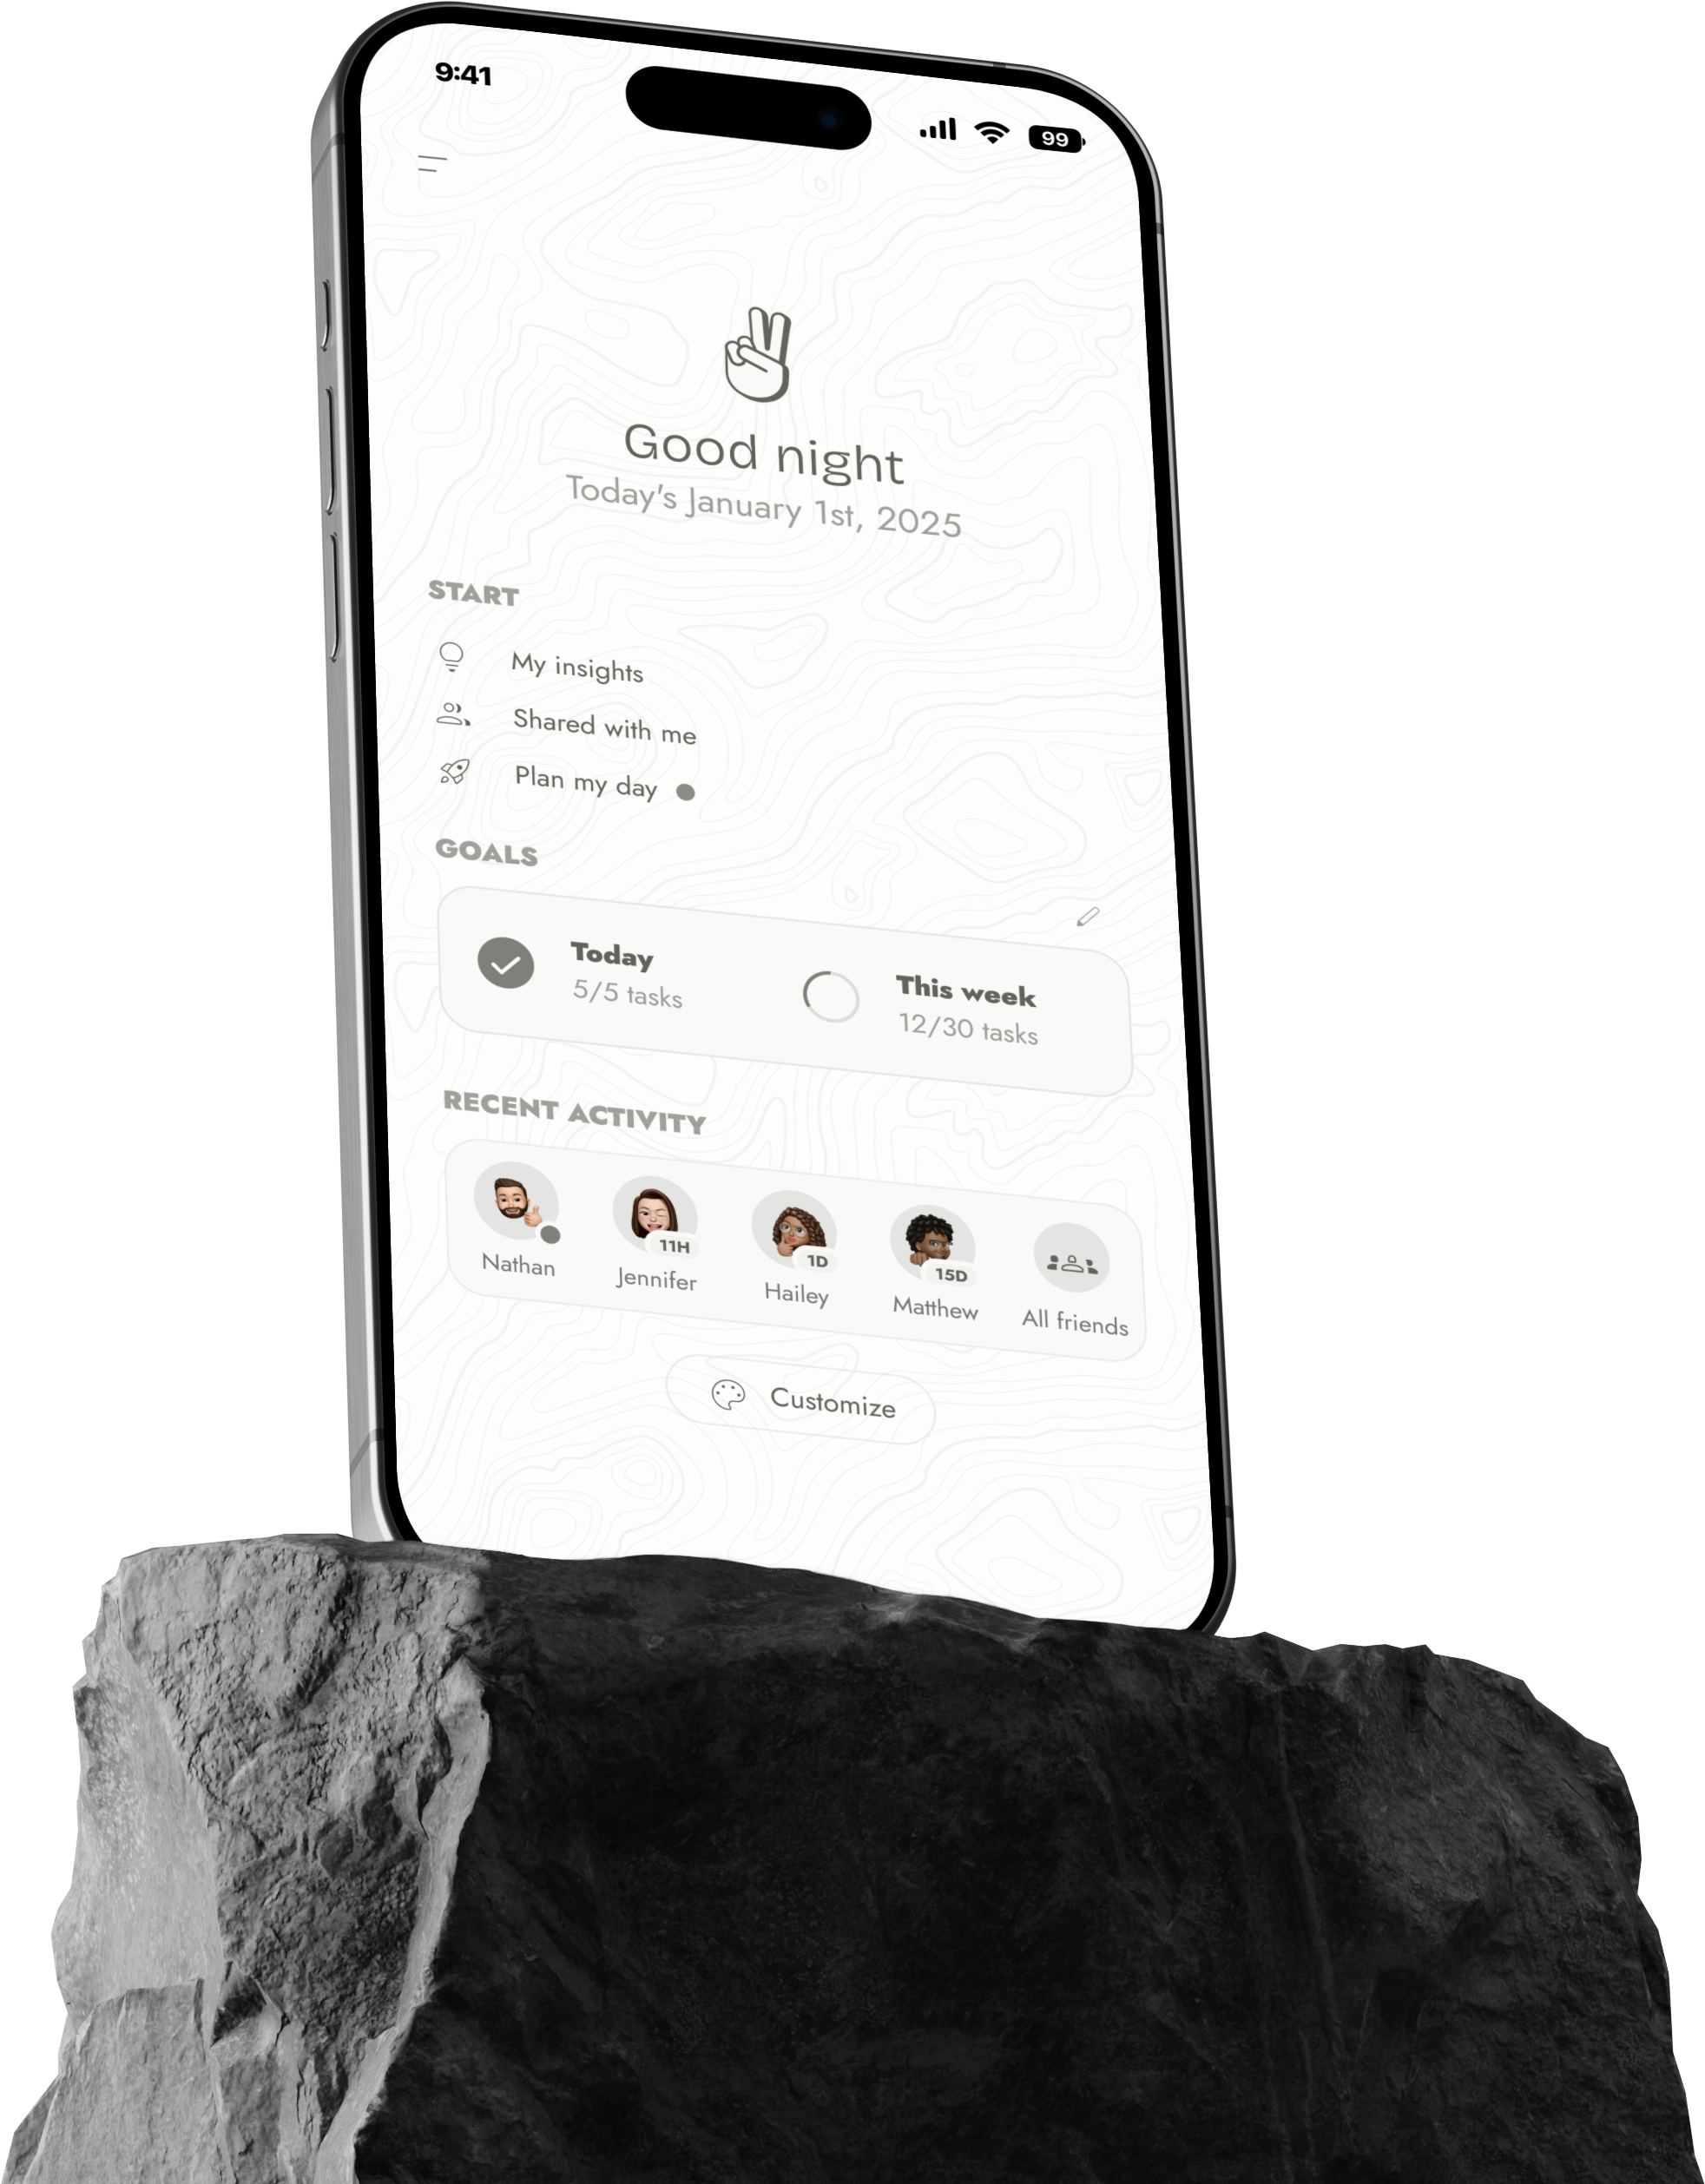 9:41
99
Good night
Today's January 1st, 2025
START
My insights
Shared with me
Plan my day
GOALS
Today
5/5 tasks
This week
12/30 tasks
RECENT ACTIVITY
11H
1D
15D
Nathan
Jennifer
Hailey
Matthew
All friends
Customize